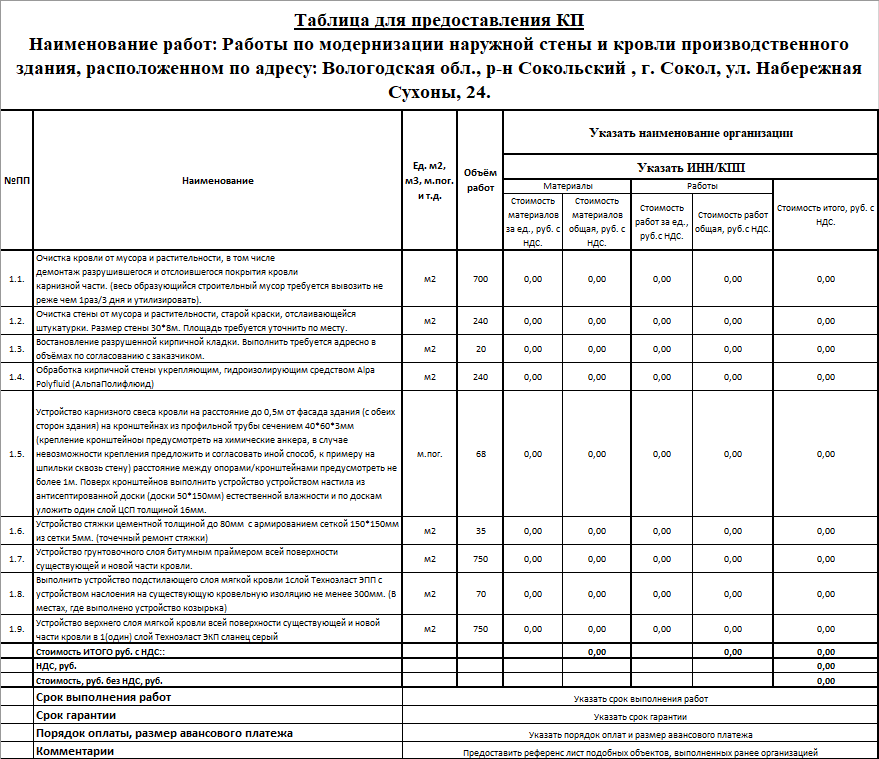 Таблица для предоставления КП
Наименование работ: Работы по модернизации наружной стены и кровли производственного
здания, расположенном по адресу: Вологодская обл., р-н Сокольский , г. Сокол, ул. Набережная
Сухоны, 24.
№ПП
Наименование
Ед. м2,
м3, м.пог.
и т.д.
Объём
работ
Указать наименование организации
Указать ИНН/КПП
Материалы
Работы
Стоимость
материалов
за ед., руб. с
НДС.
Стоимость
материалов
общая, руб. с
НДС.
Стоимость
работ за ед.,
руб.с НДС.
Стоимость работ
общая, руб.с НДС.
Стоимость итого, руб. с
НДС.
1.1.
Очистка кровли от мусора и растительности, в том числе
демонтаж разрушившегося и отслоившегося покрытия кровли
карнизной части. (весь образующийся строительный мусор требуется вывозить не
реже чем 1раз/3 дня и утилизировать).
м2 700 0,00 0,00 0,00 0,00 0,00
1.2.
Очистка стены от мусора и растительности, старой краски, отслаивающейся
штукатурки. Размер стены 30*8м. Площадь требуется уточнить по месту.
м2 240 0,00 0,00 0,00 0,00 0,00
1.3.
Востановление разрушенной кирпичной кладки. Выполнить требуется адресно в
объёмах по согласованию с заказчиком.
м2 20 0,00 0,00 0,00 0,00 0,00
1.4.
Обработка кирпичной стены укрепляющим, гидроизолирующим средством Alpa
Polyfluid (АльпаПолифлюид)
м2 240 0,00 0,00 0,00 0,00 0,00
1.5.
Устройство карнизного свеса кровли на расстояние до 0,5м от фасада здания (с обеих
сторон здания) на кронштейнах из профильной трубы сечением 40*60*3мм
(крепление кронштейноы предусмотреть на химические анкера, в случае
невозможности крепления предложить и согласовать иной способ, к примеру на
шпильки сквозь стену) расстояние между опорами/кронштейнами предусмотреть не
более 1м. Поверх кронштейнов выполнить устройство устройством настила из
антисептированной доски (доски 50*150мм) естественной влажности и по доскам
уложить один слой ЦСП толщиной 16мм.
м.пог. 68 0,00 0,00 0,00 0,00 0,00
1.6.
Устройство стяжки цементной толщиной до 80мм с армированием сеткой 150*150мм
из сетки 5мм. (точечный ремонт стяжки)
м2 35 0,00 0,00 0,00 0,00 0,00
1.7.
Устройство грунтовочного слоя битумным праймером всей поверхности
существующей и новой части кровли.
м2 750 0,00 0,00 0,00 0,00 0,00
1.8.
Выполнить устройство подстилающего слоя мягкой кровли 1слой Техноэласт ЭПП с
устройством наслоения на существующую кровельную изоляцию не менее 300мм. (В
местах, где выполнено устройство козырька)
м2 70 0,00 0,00 0,00 0,00 0,00
1.9.
Устройство верхнего слоя мягкой кровли всей поверхности существующей и новой
части кровли в 1(один) слой Техноэласт ЭКП сланец серый
м2 750 0,00 0,00 0,00 0,00 0,00
Стоимость ИТОГО руб. с НДС:: 0,00 0,00 0,00
НДС, руб. 0,00
Стоимость, руб. без НДС, руб. 0,00
Срок выполнения работ Указать срок выполнения работ
Срок гарантии Указать срок гарантии
Порядок оплаты, размер авансового платежа Указать порядок оплат и размер авансового платежа
Комментарии Предоставить референс лист подобных объектов, выполненных ранее организацией